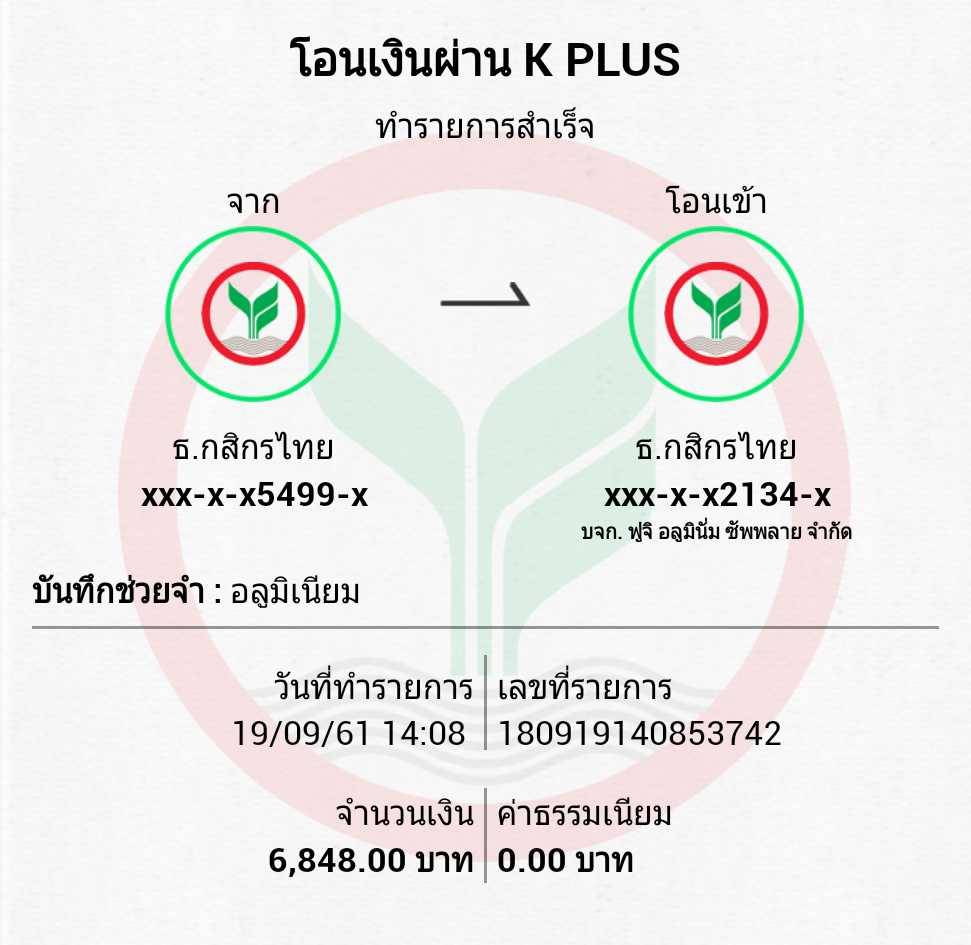 โอนเงินผ่าน K PLUS
ทำรายการสำเร็จ
จาก
โอนเข้า
ธ.กสิกรไทย
xxx-x-x5499-x
ธ.กสิกรไทย
xxx-x-x2134-x
บจก. ฟูจิ อลูมินั่ม ซัพพลาย จำกัด
บันทึกช่วยจำ : อลูมิเนียม
วันที่ทำรายการ
19/09/61 14:08
เลขที่รายการ
180919140853742
จำนวนเงิน
6,848.00 บาท
ค่าธรรมเนียม
0.00 บาท